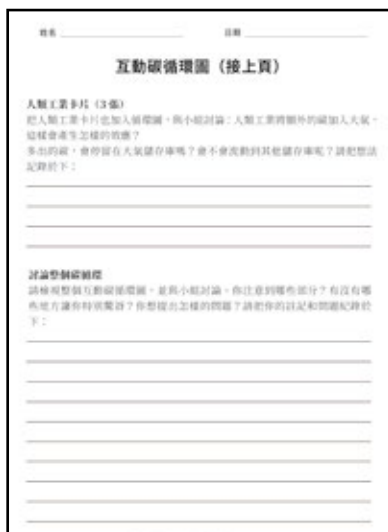 姓名 日期
互動碳循環圖（接上頁）
人類工業卡片（3 張）
把人類工業卡片也加入循環圖，與小組討論：人類工業將額外的碳加入大氣，
這樣會產生怎樣的效應？
多出的碳，會停留在大氣儲存庫嗎？會不會流動到其他儲存庫呢？請把想法
記錄於下：
討論整個碳循環
請檢視整個互動碳循環圖，並與小組討論，你注意到哪些部分？有沒有哪
些地方讓你特別驚訝？你想提出怎樣的問題？請把你的註記和問題紀錄於
下：